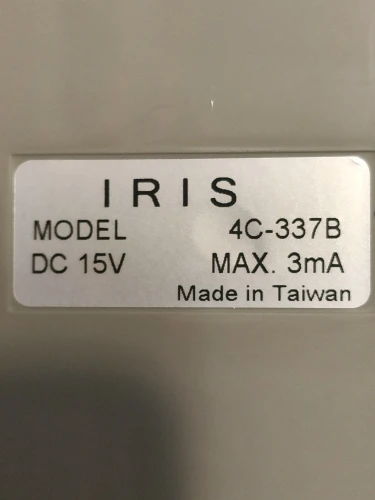 IRIS
MODEL 4C-337B
DC 15V MAX. 3mA
Made in Taiwan